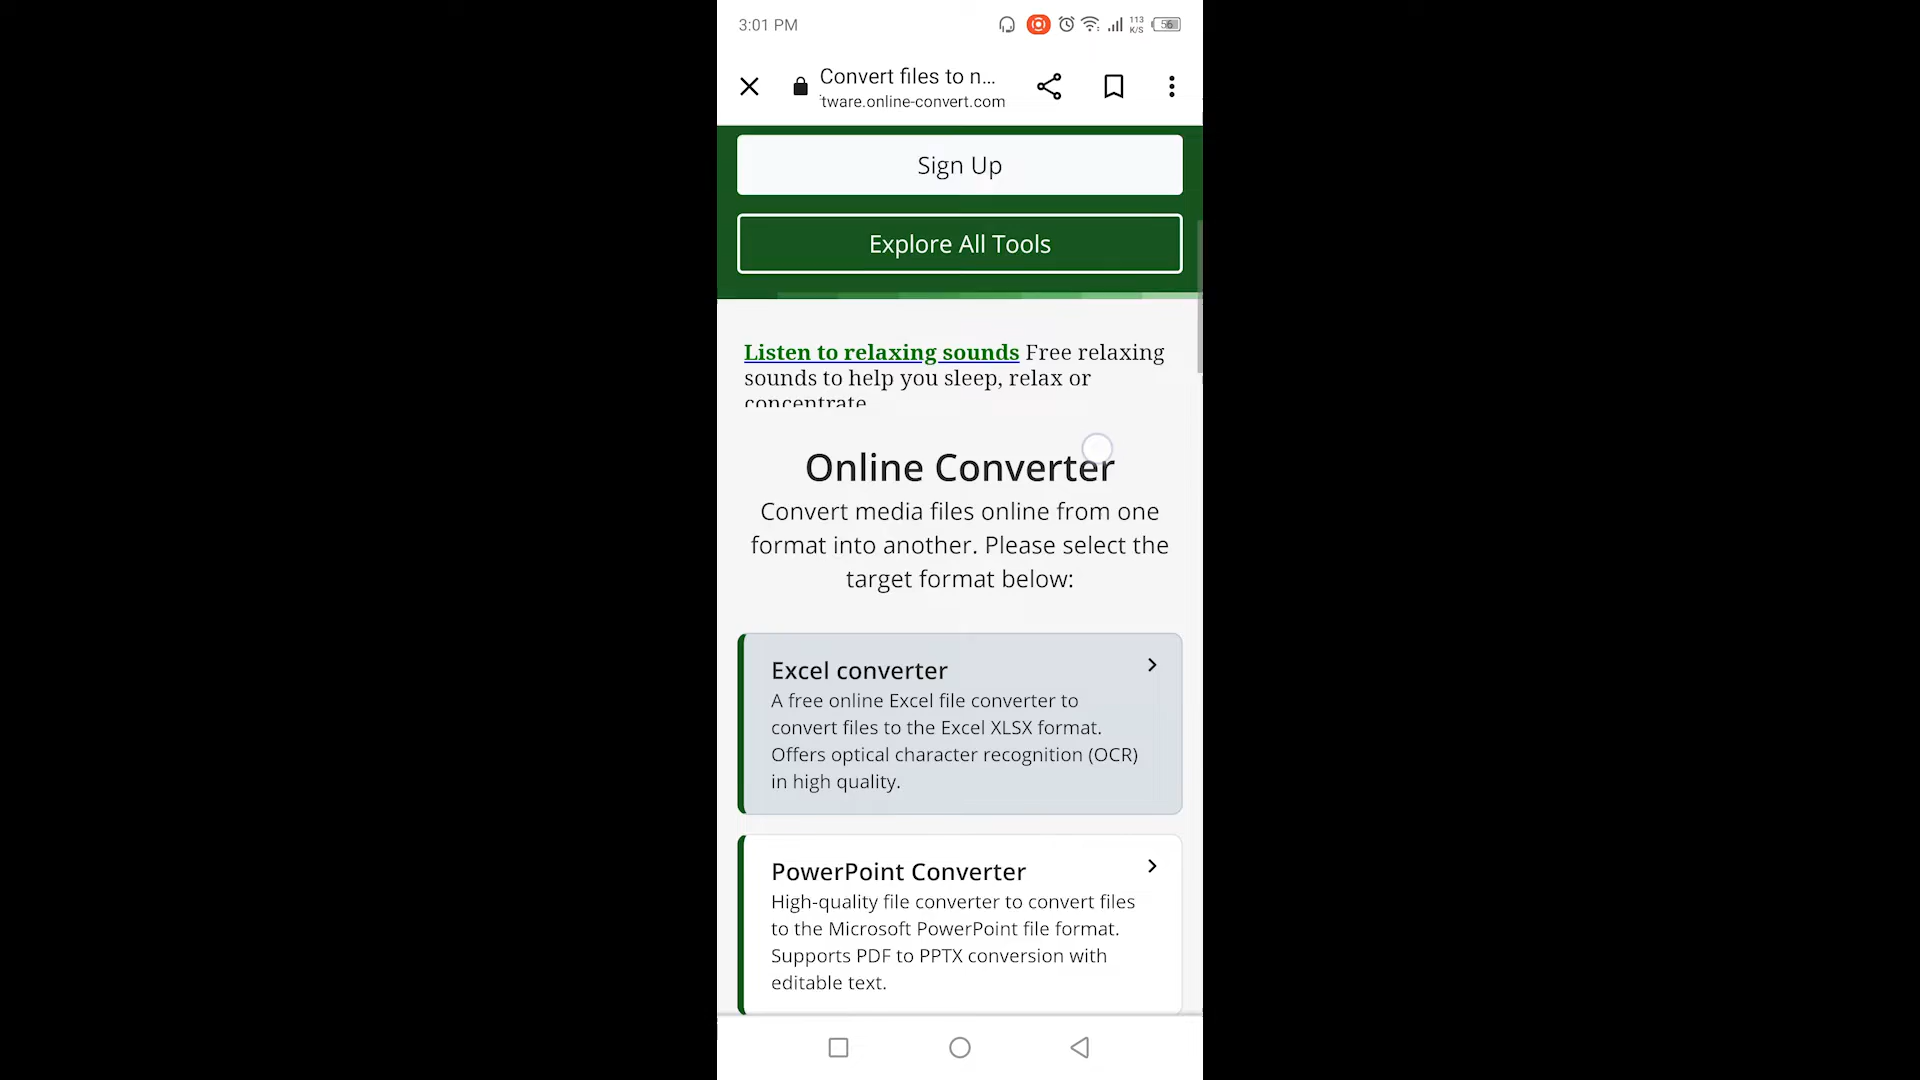 3:01 PM
113
K/S
56
Convert files to n...
tware.online-convert.com
Sign Up
Explore All Tools
Listen to relaxing sounds Free relaxing
sounds to help you sleep, relax or
concentrate
Online Converter
Convert media files online from one
format into another. Please select the
target format below:
Excel converter
A free online Excel file converter to
convert files to the Excel XLSX format.
Offers optical character recognition (OCR)
in high quality.
PowerPoint Converter
High-quality file converter to convert files
to the Microsoft PowerPoint file format.
Supports PDF to PPTX conversion with
editable text.